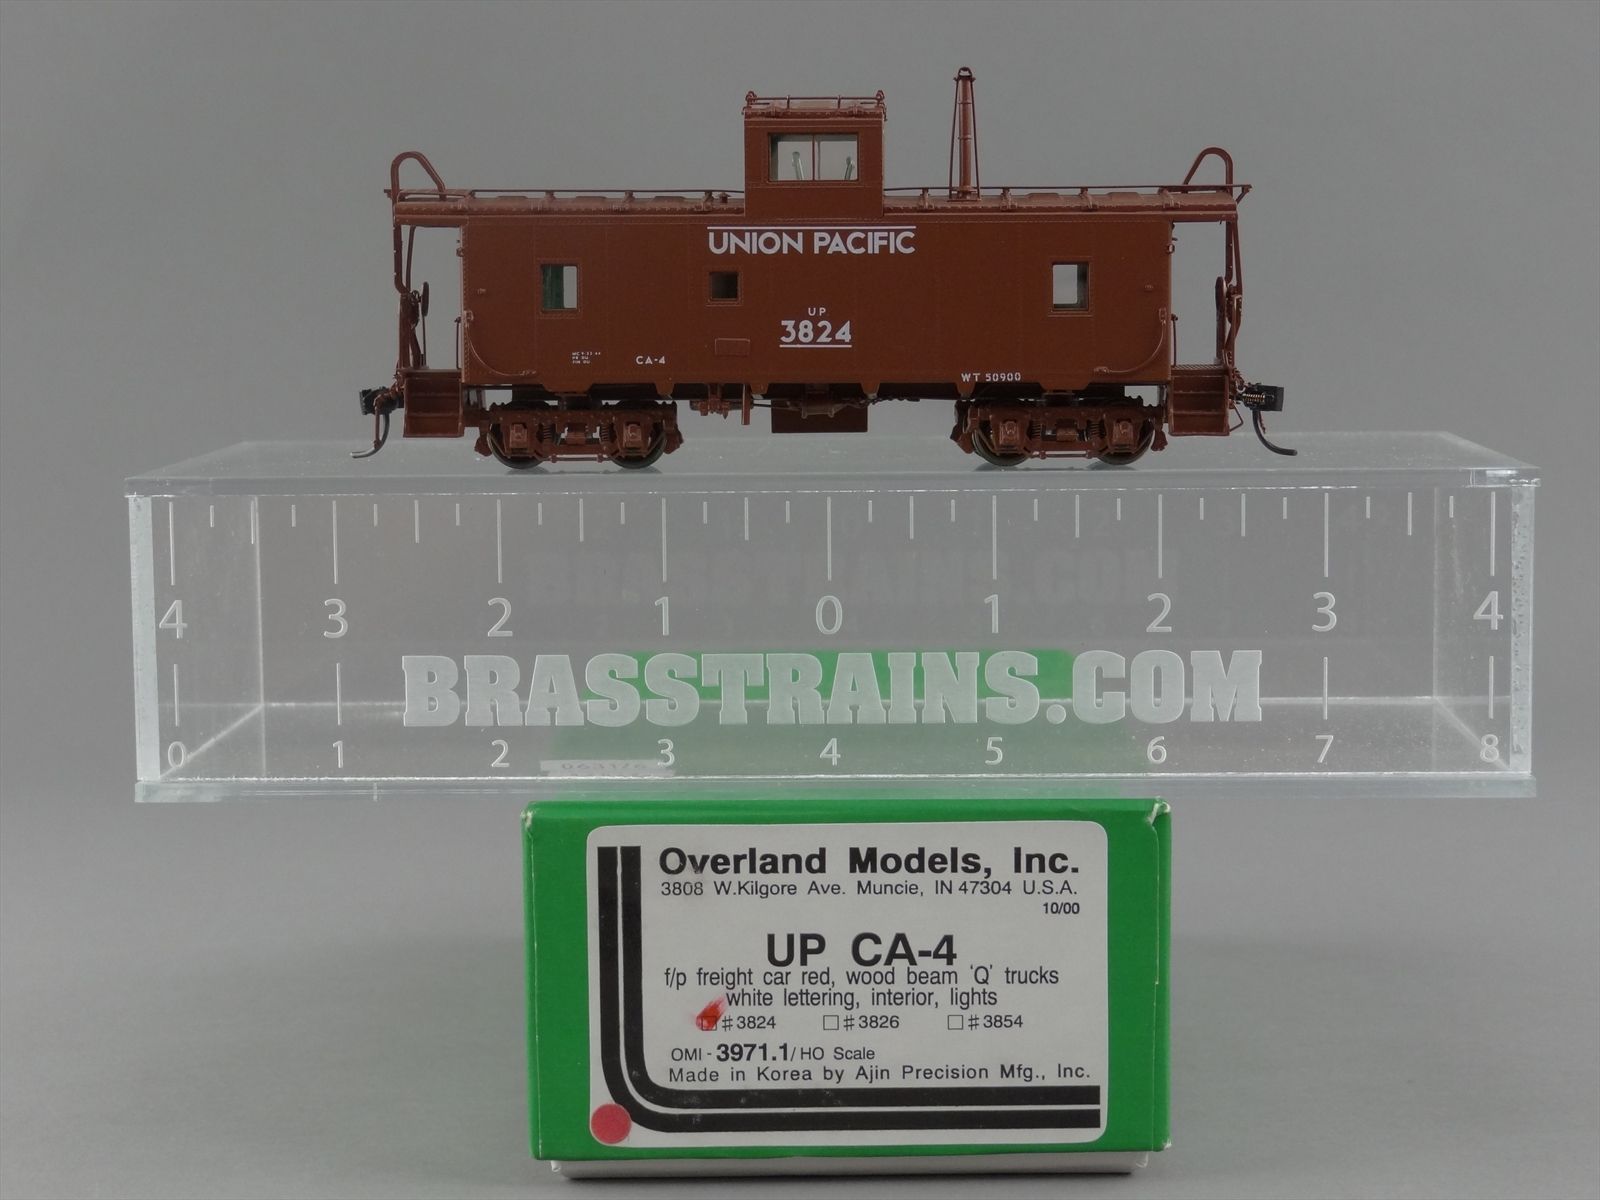 UNION PACIFIC
UP
3824
CA-4
WT 50900
4 3 2 1 0 1 2 3 4
BRASSTRAINS.COM
0 1 2 3 4 5 6 7 8
Overland Models, Inc.
3808 W.Kilgore Ave. Muncie, IN 47304 U.S.A.
10/00
UP CA-4
f/p freight car red, wood beam 'Q' trucks
white lettering, interior, lights
#3824 #3826 #3854
OMI - 3971.1/ HO Scale
Made in Korea by Ajin Precision Mfg., Inc.